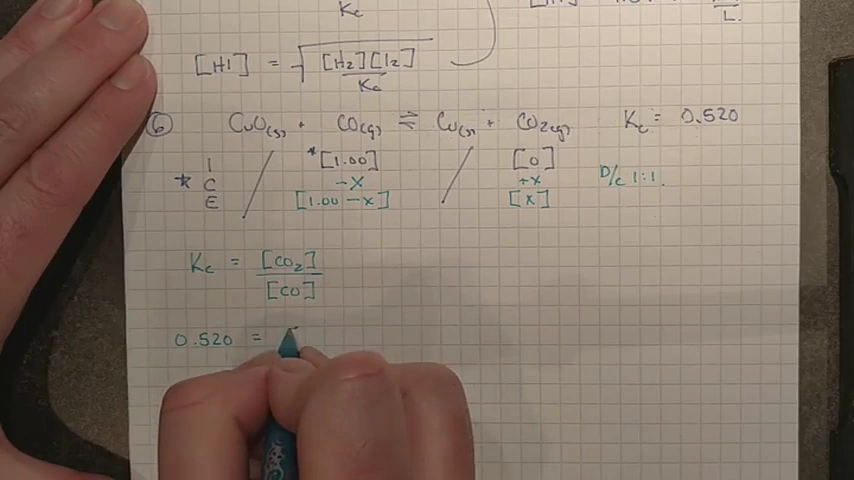 Kc
L.
[HI] = √[H2][I2]
Kc
⑥ CuO(s) + CO(g) ⇌ Cu(s) + CO2(g) Kc = 0.520
I *[1.00] [0]
* C -x +x D/c 1:1.
E [1.00 -x] [x]
Kc = [CO2]
[CO]
0.520 =